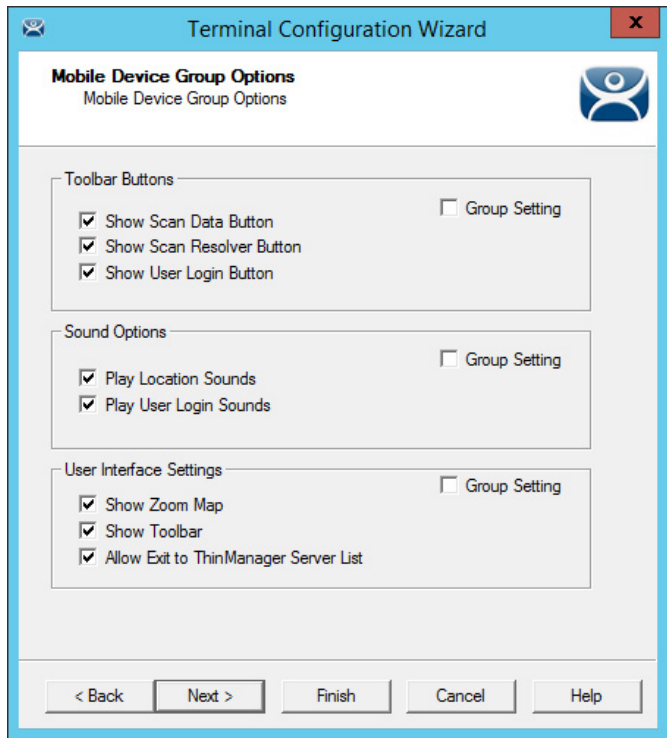 Terminal Configuration Wizard
x
Mobile Device Group Options
Mobile Device Group Options
Toolbar Buttons
Group Setting
Show Scan Data Button
Show Scan Resolver Button
Show User Login Button
Sound Options
Group Setting
Play Location Sounds
Play User Login Sounds
User Interface Settings
Group Setting
Show Zoom Map
Show Toolbar
Allow Exit to ThinManager Server List
< Back Next > Finish Cancel Help